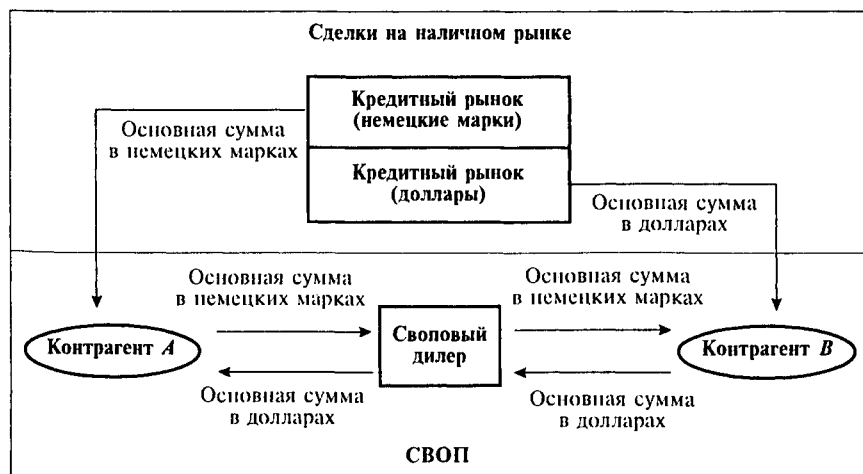 Сделки на наличном рынке
Кредитный рынок
(немецкие марки)
Основная сумма
в немецких марках
Кредитный рынок
(доллары)
Основная сумма
в долларах
Основная сумма
в немецких марках
Основная сумма
в немецких марках
Контрагент А
Своповый
дилер
Контрагент В
Основная сумма
в долларах
Основная сумма
в долларах
СВОП